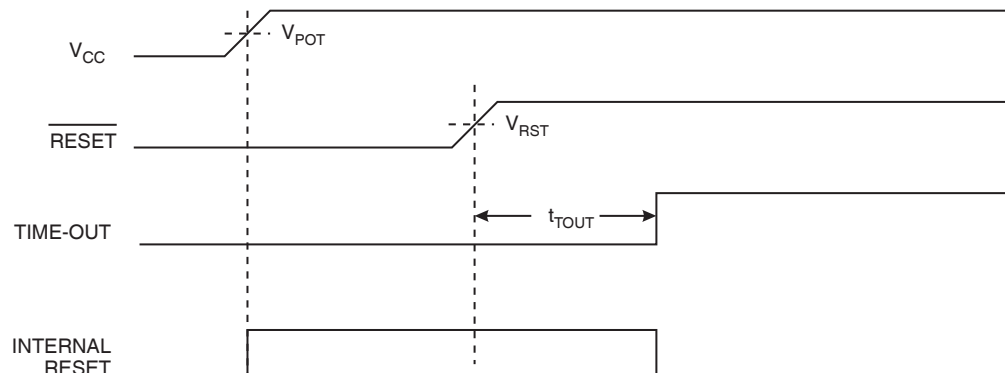 V_CC
V_POT
RESET
V_RST
TIME-OUT
t_TOUT
INTERNAL
RESET